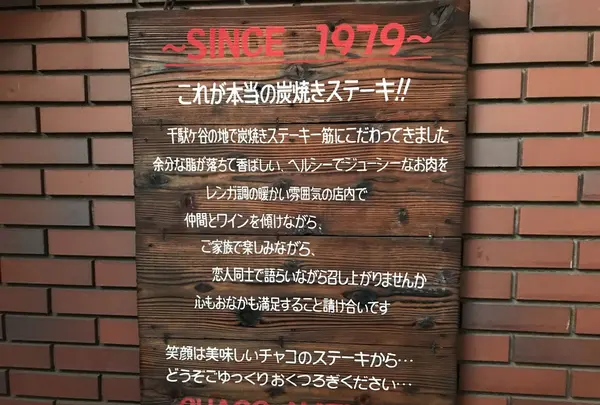 ~SINCE 1979~
これが本当の炭焼きステーキ!!
千駄ヶ谷の地で炭焼きステーキ一筋にこだわってきました
余分な脂が落ちて香ばしい、ヘルシーでジューシーなお肉を
レンガ調の暖かい雰囲気の店内で
仲間とワインを傾けながら、
ご家族で楽しみながら、
恋人同士で語らいながら召し上がりませんか
心もおなかも満足すること請け合いです
笑顔は美味しいチャコのステーキから…
どうぞごゆっくりおくつろぎください…